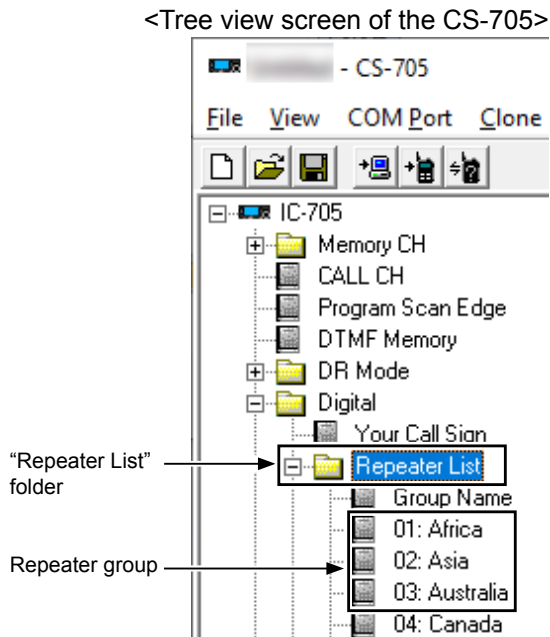 <Tree view screen of the CS-705>
- CS-705
File View COM Port Clone
IC-705
Memory CH
CALL CH
Program Scan Edge
DTMF Memory
DR Mode
Digital
Your Call Sign
"Repeater List"
folder
Repeater List
Group Name
01: Africa
Repeater group
02: Asia
03: Australia
04: Canada